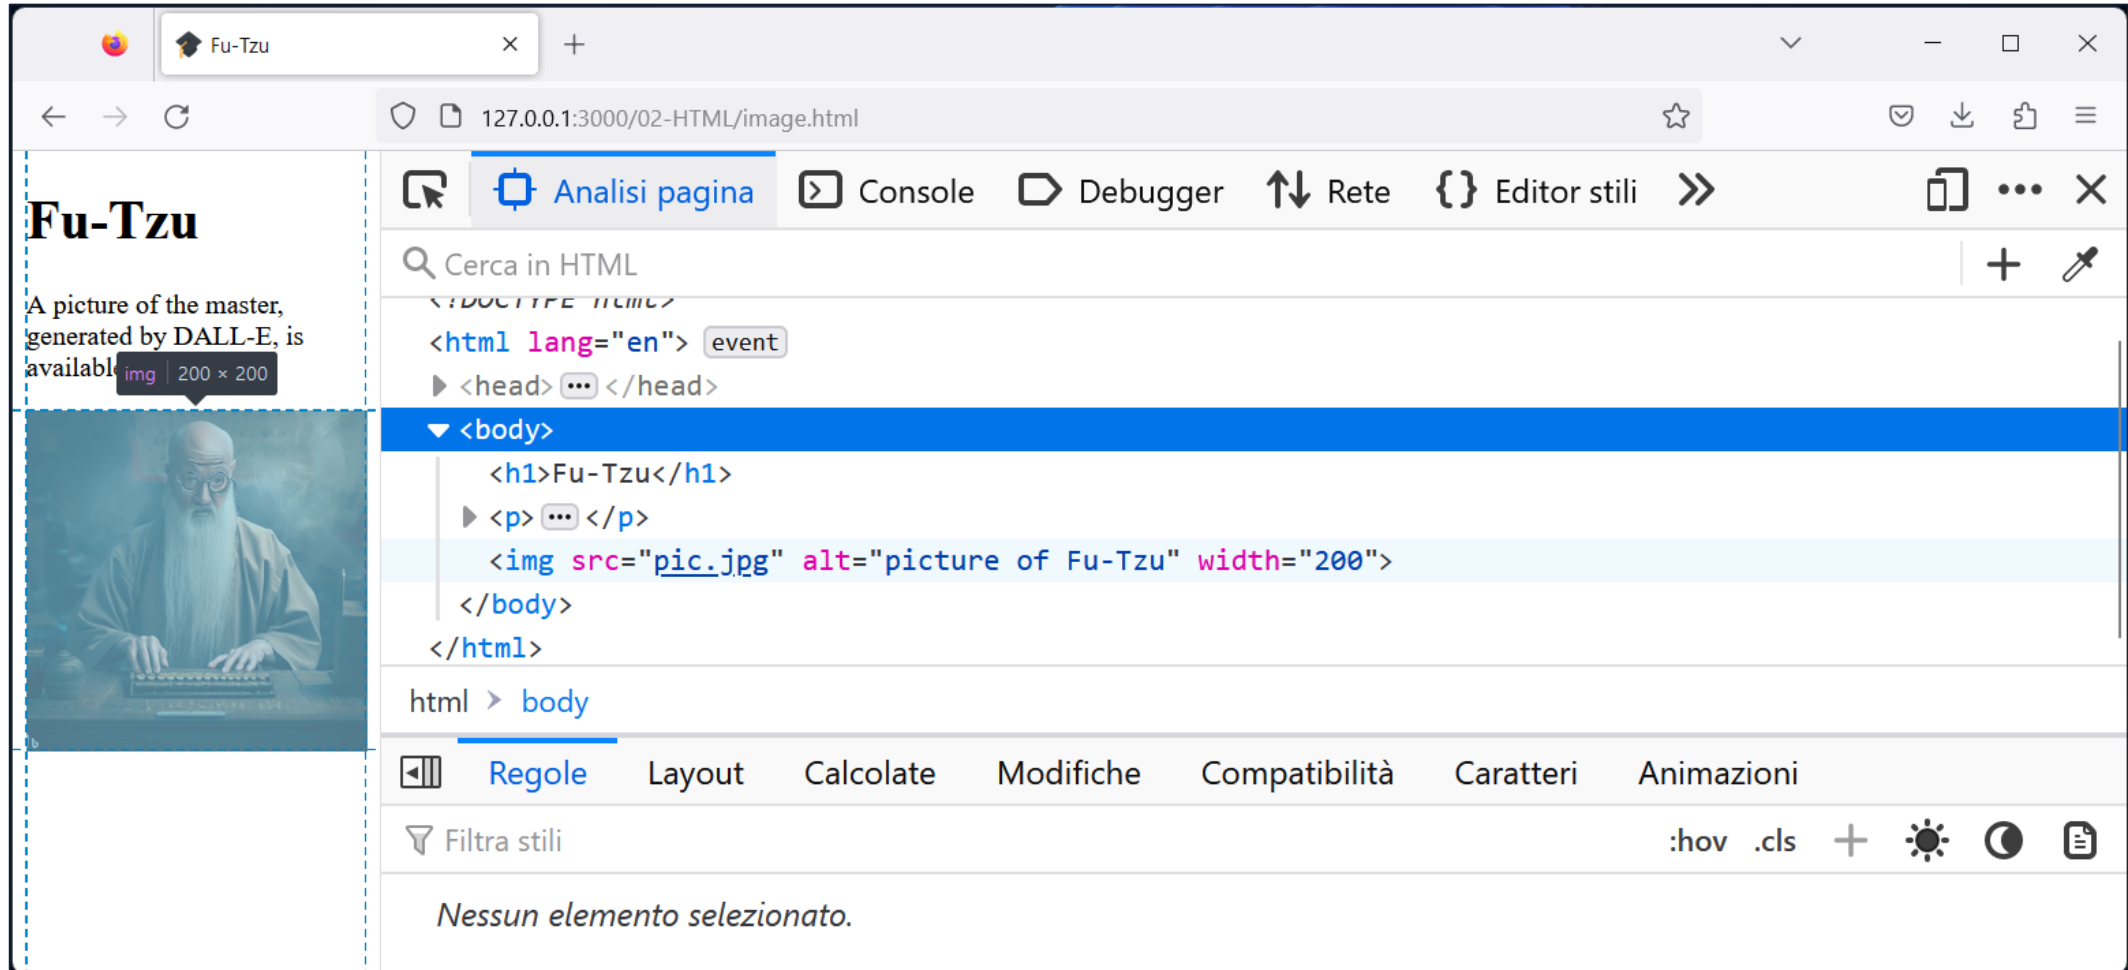 Fu-Tzu
127.0.0.1:3000/02-HTML/image.html
Fu-Tzu
A picture of the master,
generated by DALL-E, is
availabl
img 200 × 200
Analisi pagina Console Debugger Rete {} Editor stili
Cerca in HTML
<!DOCTYPE html>
<html lang="en"> event
<head> ••• </head>
<body>
<h1>Fu-Tzu</h1>
<p> ••• </p>
<img src="pic.jpg" alt="picture of Fu-Tzu" width="200">
</body>
</html>
html > body
Regole Layout Calcolate Modifiche Compatibilità Caratteri Animazioni
Filtra stili :hov .cls
Nessun elemento selezionato.